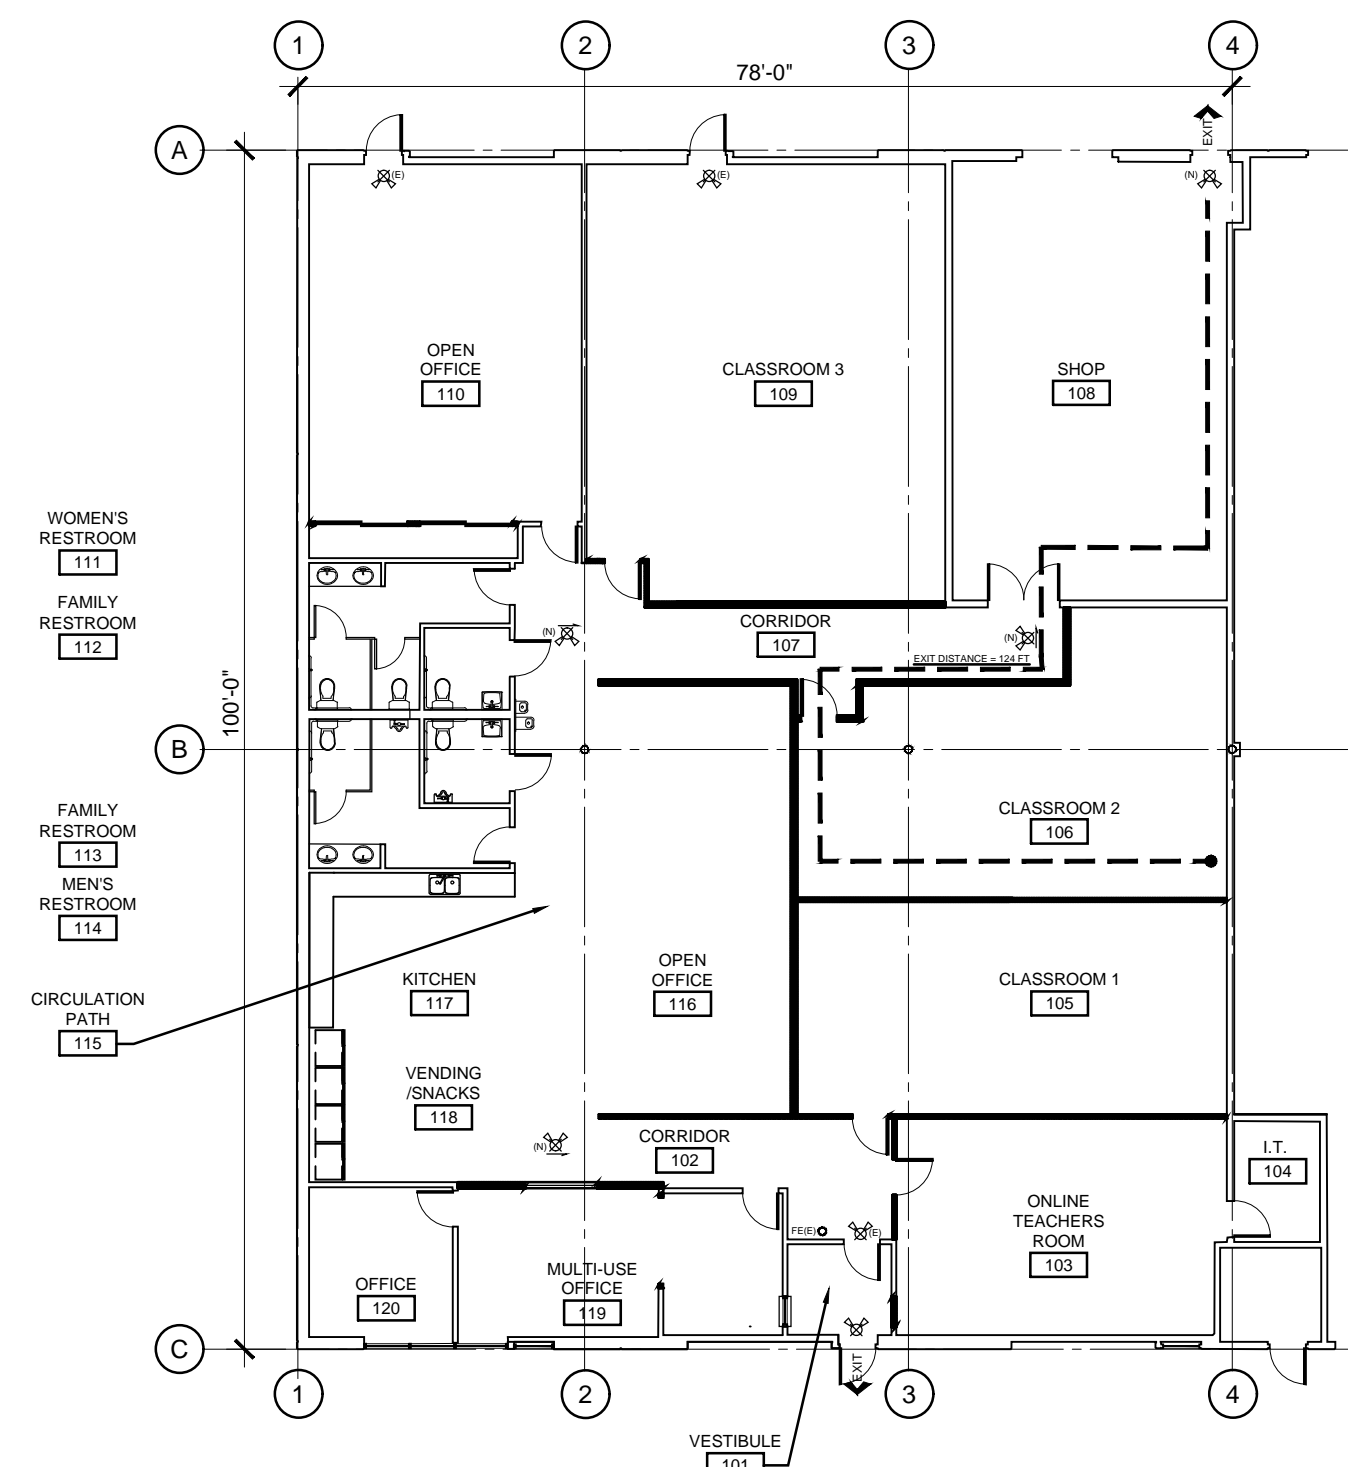 1
2
3
4
78'-0"
A
EXIT
(E)
(E)
(N)
OPEN
OFFICE
110
CLASSROOM 3
109
SHOP
108
WOMEN'S
RESTROOM
111
FAMILY
RESTROOM
112
(N)
CORRIDOR
107
(N)
EXIT DISTANCE = 124 FT
100'-0"
B
FAMILY
RESTROOM
113
MEN'S
RESTROOM
114
CLASSROOM 2
106
CIRCULATION
PATH
115
KITCHEN
117
OPEN
OFFICE
116
CLASSROOM 1
105
VENDING
/SNACKS
118
(N)
CORRIDOR
102
I.T.
104
ONLINE
TEACHERS
ROOM
103
FE(E)
(E)
OFFICE
120
MULTI-USE
OFFICE
119
C
EXIT
1
2
3
4
VESTIBULE
101